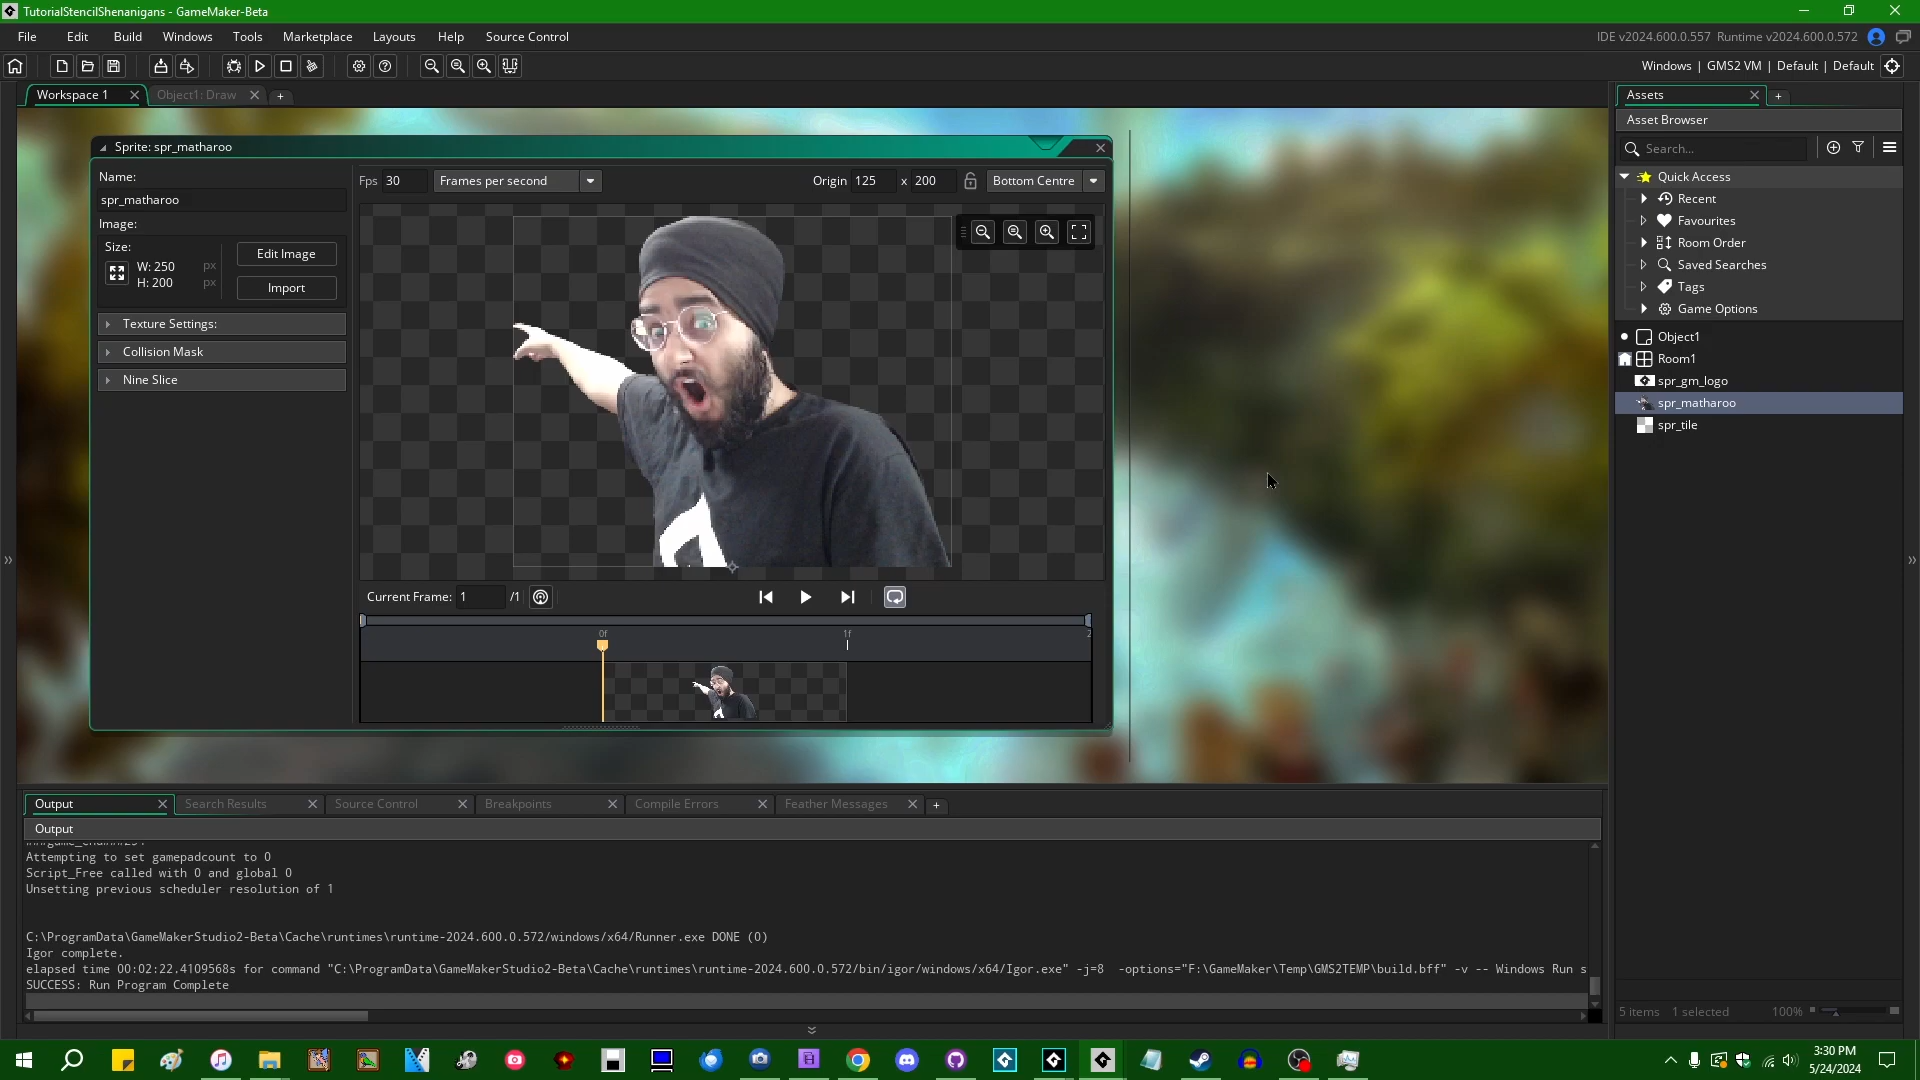 TutorialStencilShenanigans - GameMaker-Beta
File Edit Build Windows Tools Marketplace Layouts Help Source Control
IDE v2024.600.0.557 Runtime v2024.600.0.572
Windows | GMS2 VM | Default | Default
Workspace 1
Object1: Draw
Sprite: spr_matharoo
Name:
spr_matharoo
Image:
Size:
W: 250 px
H: 200 px
Edit Image
Import
Texture Settings:
Collision Mask
Nine Slice
Fps 30 Frames per second
Origin 125 x 200 Bottom Centre
Current Frame: 1 /1
0f 1f 2
Assets
Asset Browser
Search...
Quick Access
Recent
Favourites
Room Order
Saved Searches
Tags
Game Options
Object1
Room1
spr_gm_logo
spr_matharoo
spr_tile
5 items 1 selected 100%
Output Search Results Source Control Breakpoints Compile Errors Feather Messages
Output
Attempting to set gamepadcount to 0
Script_Free called with 0 and global 0
Unsetting previous scheduler resolution of 1
C:\ProgramData\GameMakerStudio2-Beta\Cache\runtimes\runtime-2024.600.0.572/windows/x64/Runner.exe DONE (0)
Igor complete.
elapsed time 00:02:22.4109568s for command "C:\ProgramData\GameMakerStudio2-Beta\Cache\runtimes\runtime-2024.600.0.572/bin/igor/windows/x64/Igor.exe" -j=8 -options="F:\GameMaker\Temp\GMS2TEMP\build.bff" -v -- Windows Run s
SUCCESS: Run Program Complete
3:30 PM
5/24/2024